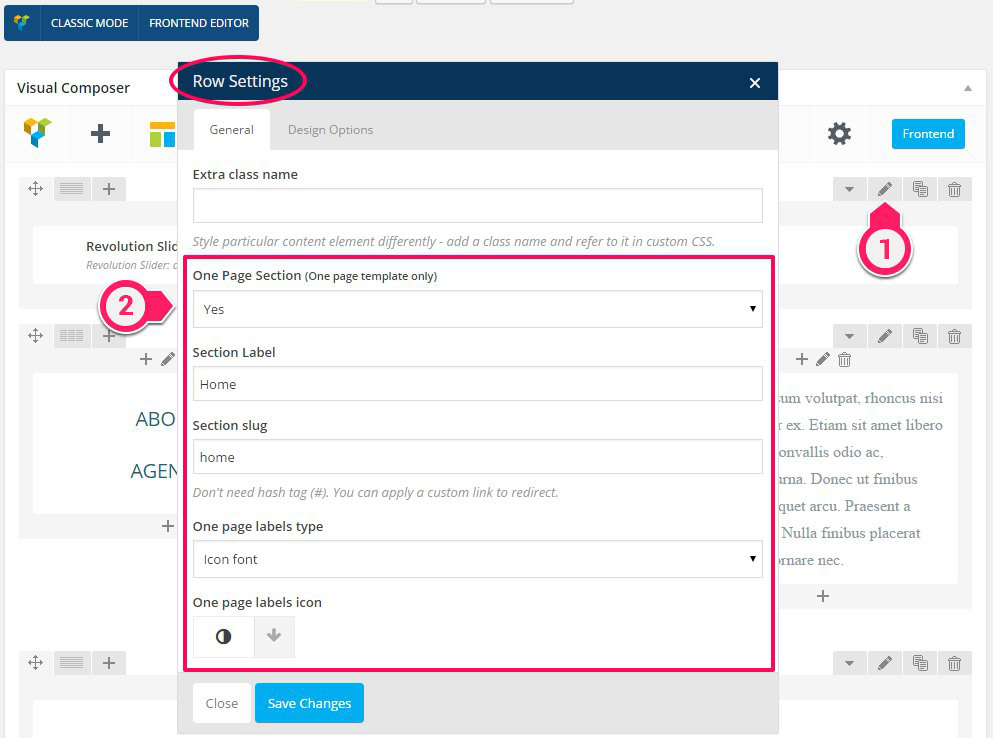 CLASSIC MODE
FRONTEND EDITOR
Visual Composer
Row Settings
General
Design Options
Frontend
Extra class name
Style particular content element differently - add a class name and refer to it in custom CSS.
1
Revolution Slid
Revolution Slider:
One Page Section (One page template only)
2
Yes
Section Label
Home
Section slug
home
Don't need hash tag (#). You can apply a custom link to redirect.
One page labels type
Icon font
One page labels icon
ABO
AGEN
um volutpat, rhoncus nisi
ex. Etiam sit amet libero
onvallis odio ac,
urna. Donec ut finibus
quet arcu. Praesent a
Nulla finibus placerat
ornare nec.
Close
Save Changes